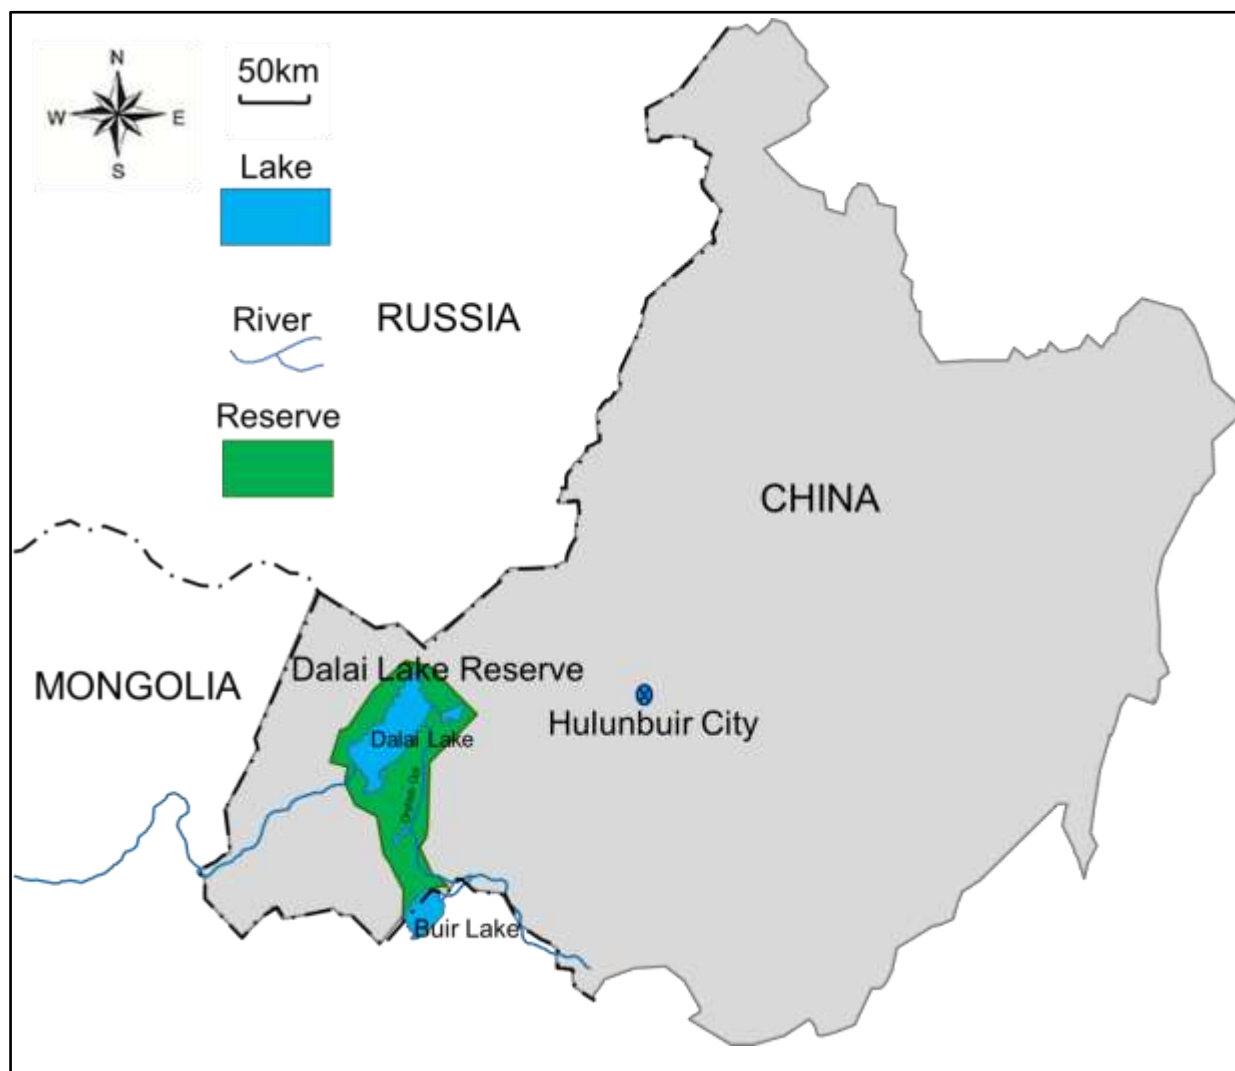 N
W E
S
50km
Lake
River
Reserve
RUSSIA
CHINA
MONGOLIA
Dalai Lake Reserve
Hulunbuir City
Dalai Lake
Buir Lake